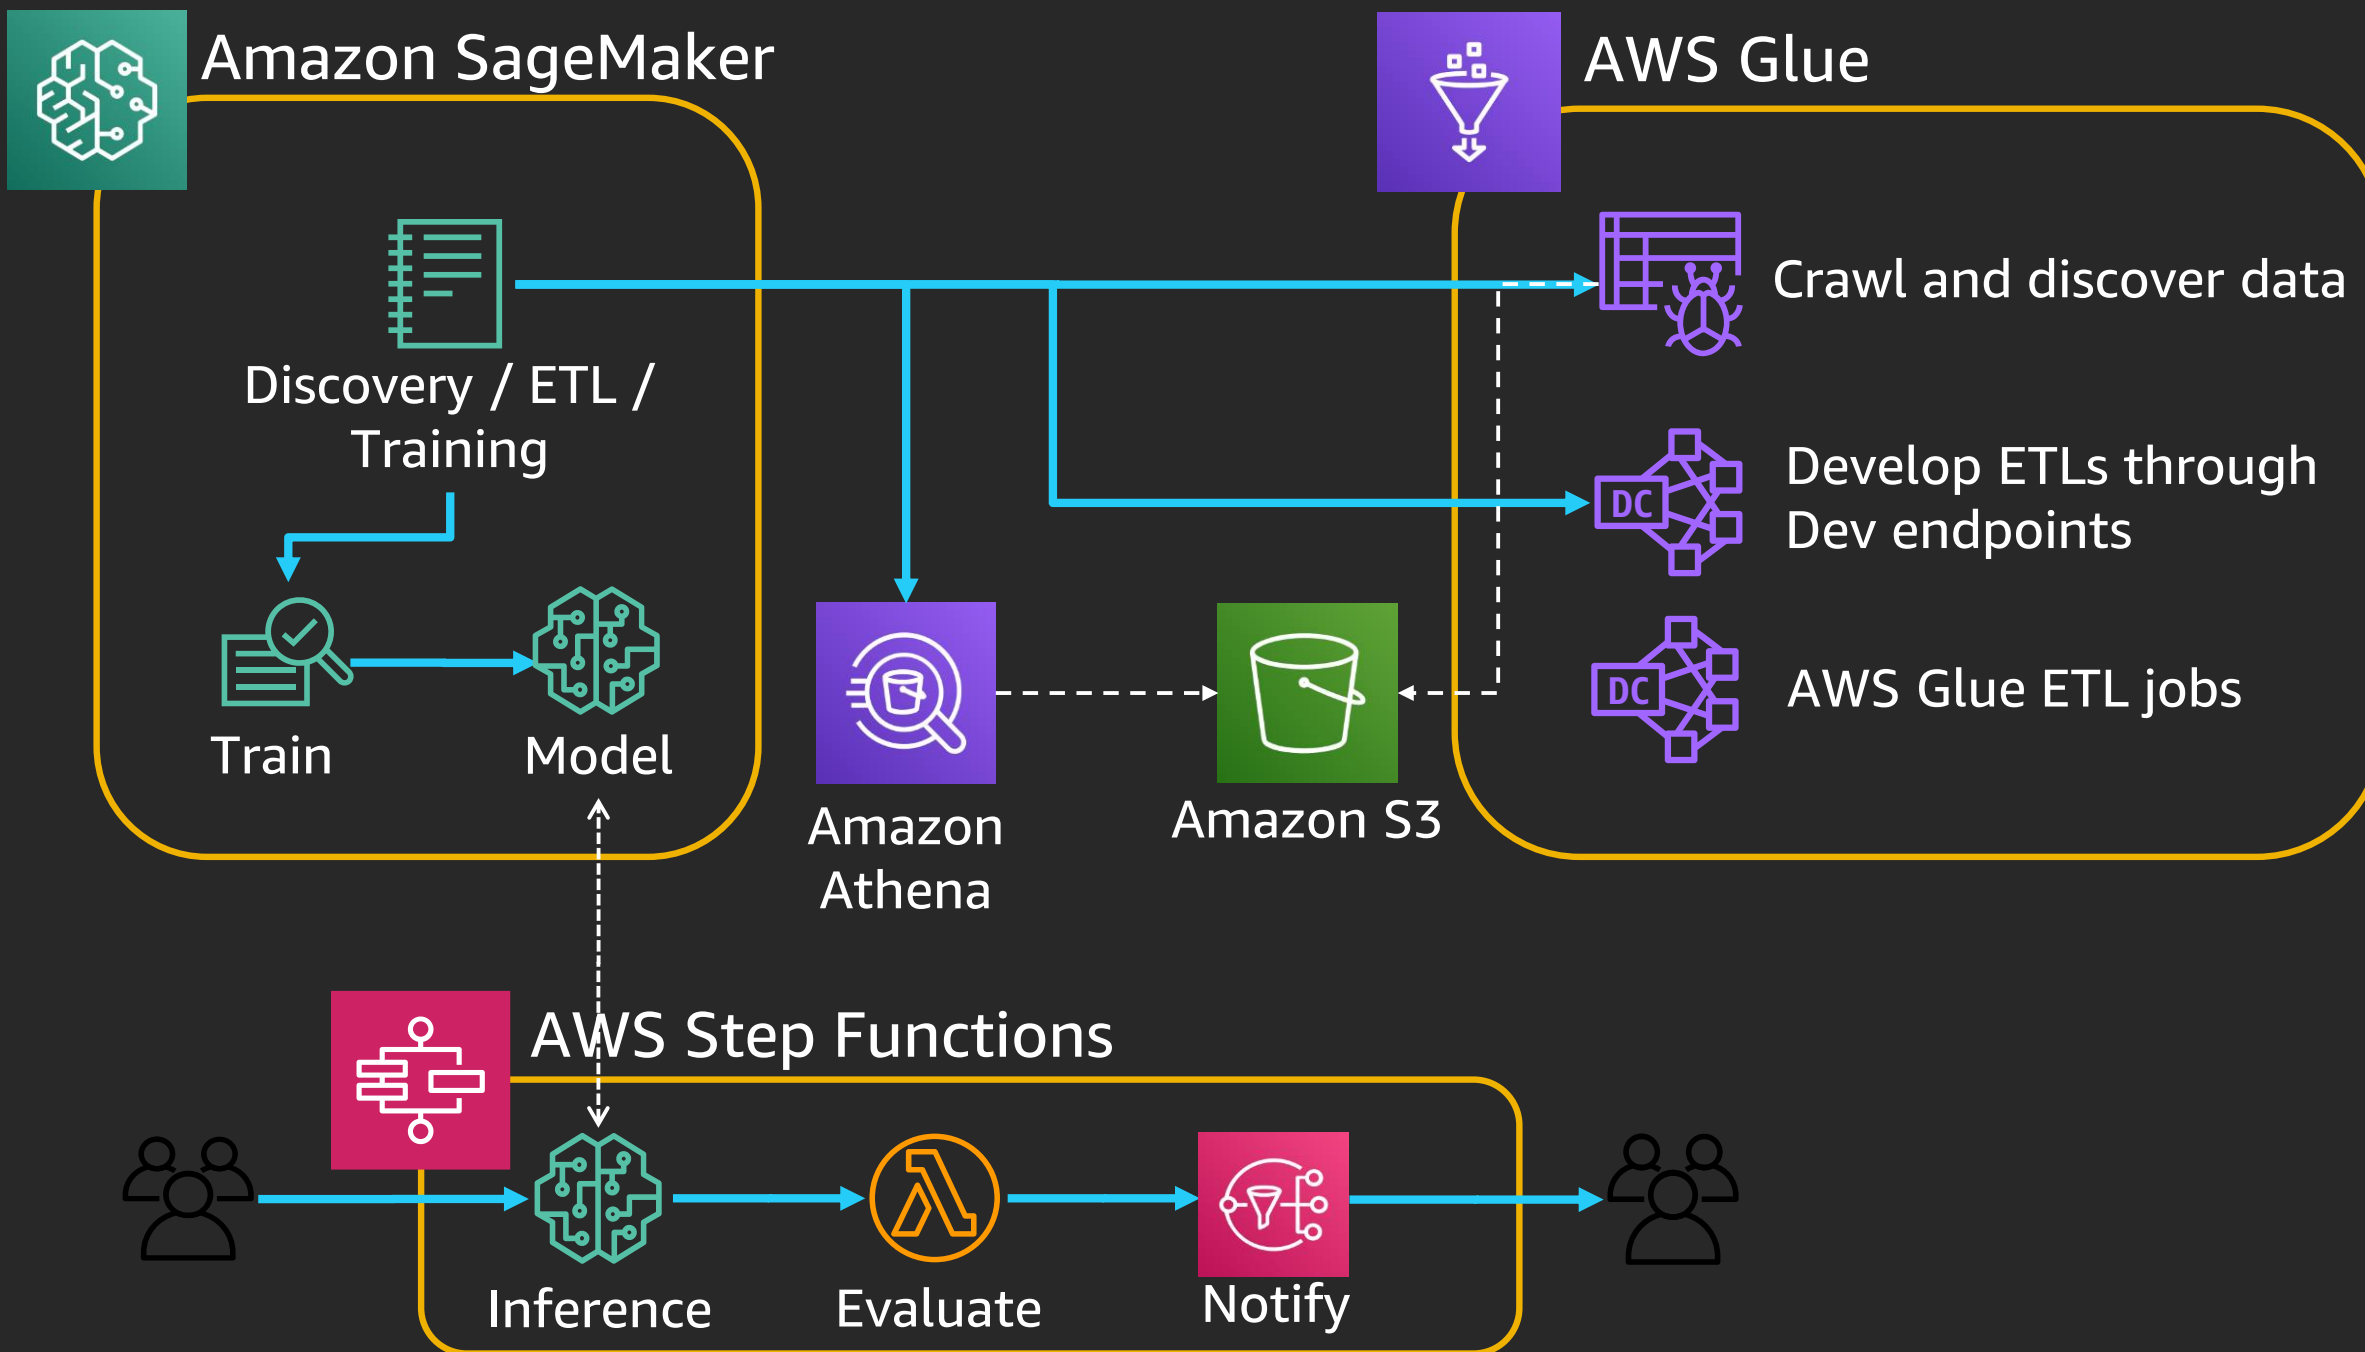 Amazon SageMaker
AWS Glue
Discovery / ETL /
Training
Crawl and discover data
DC
Develop ETLs through
Dev endpoints
DC
AWS Glue ETL jobs
Train
Model
Amazon
Athena
Amazon S3
AWS Step Functions
Inference
Evaluate
Notify